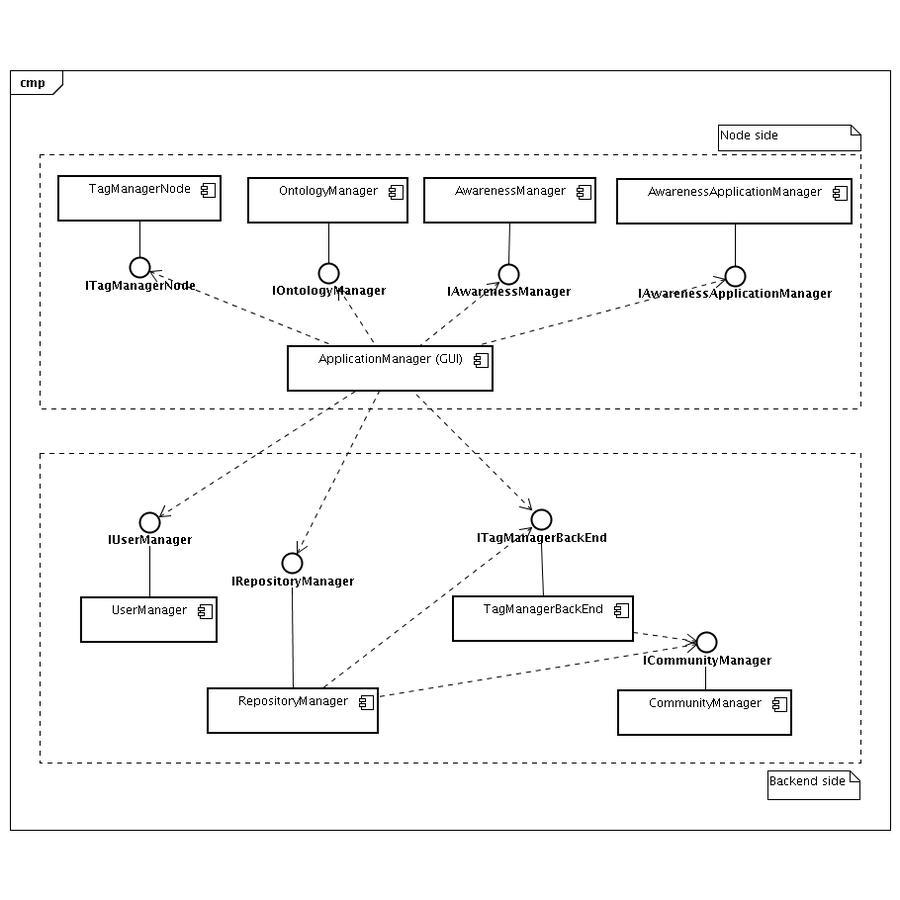 cmp
Node side
TagManagerNode
OntologyManager
AwarenessManager
AwarenessApplicationManager
ITagManagerNode
IOntologyManager
IAwarenessManager
IAwarenessApplicationManager
ApplicationManager (GUI)
IUserManager
ITagManagerBackEnd
IRepositoryManager
UserManager
TagManagerBackEnd
ICommunityManager
RepositoryManager
CommunityManager
Backend side